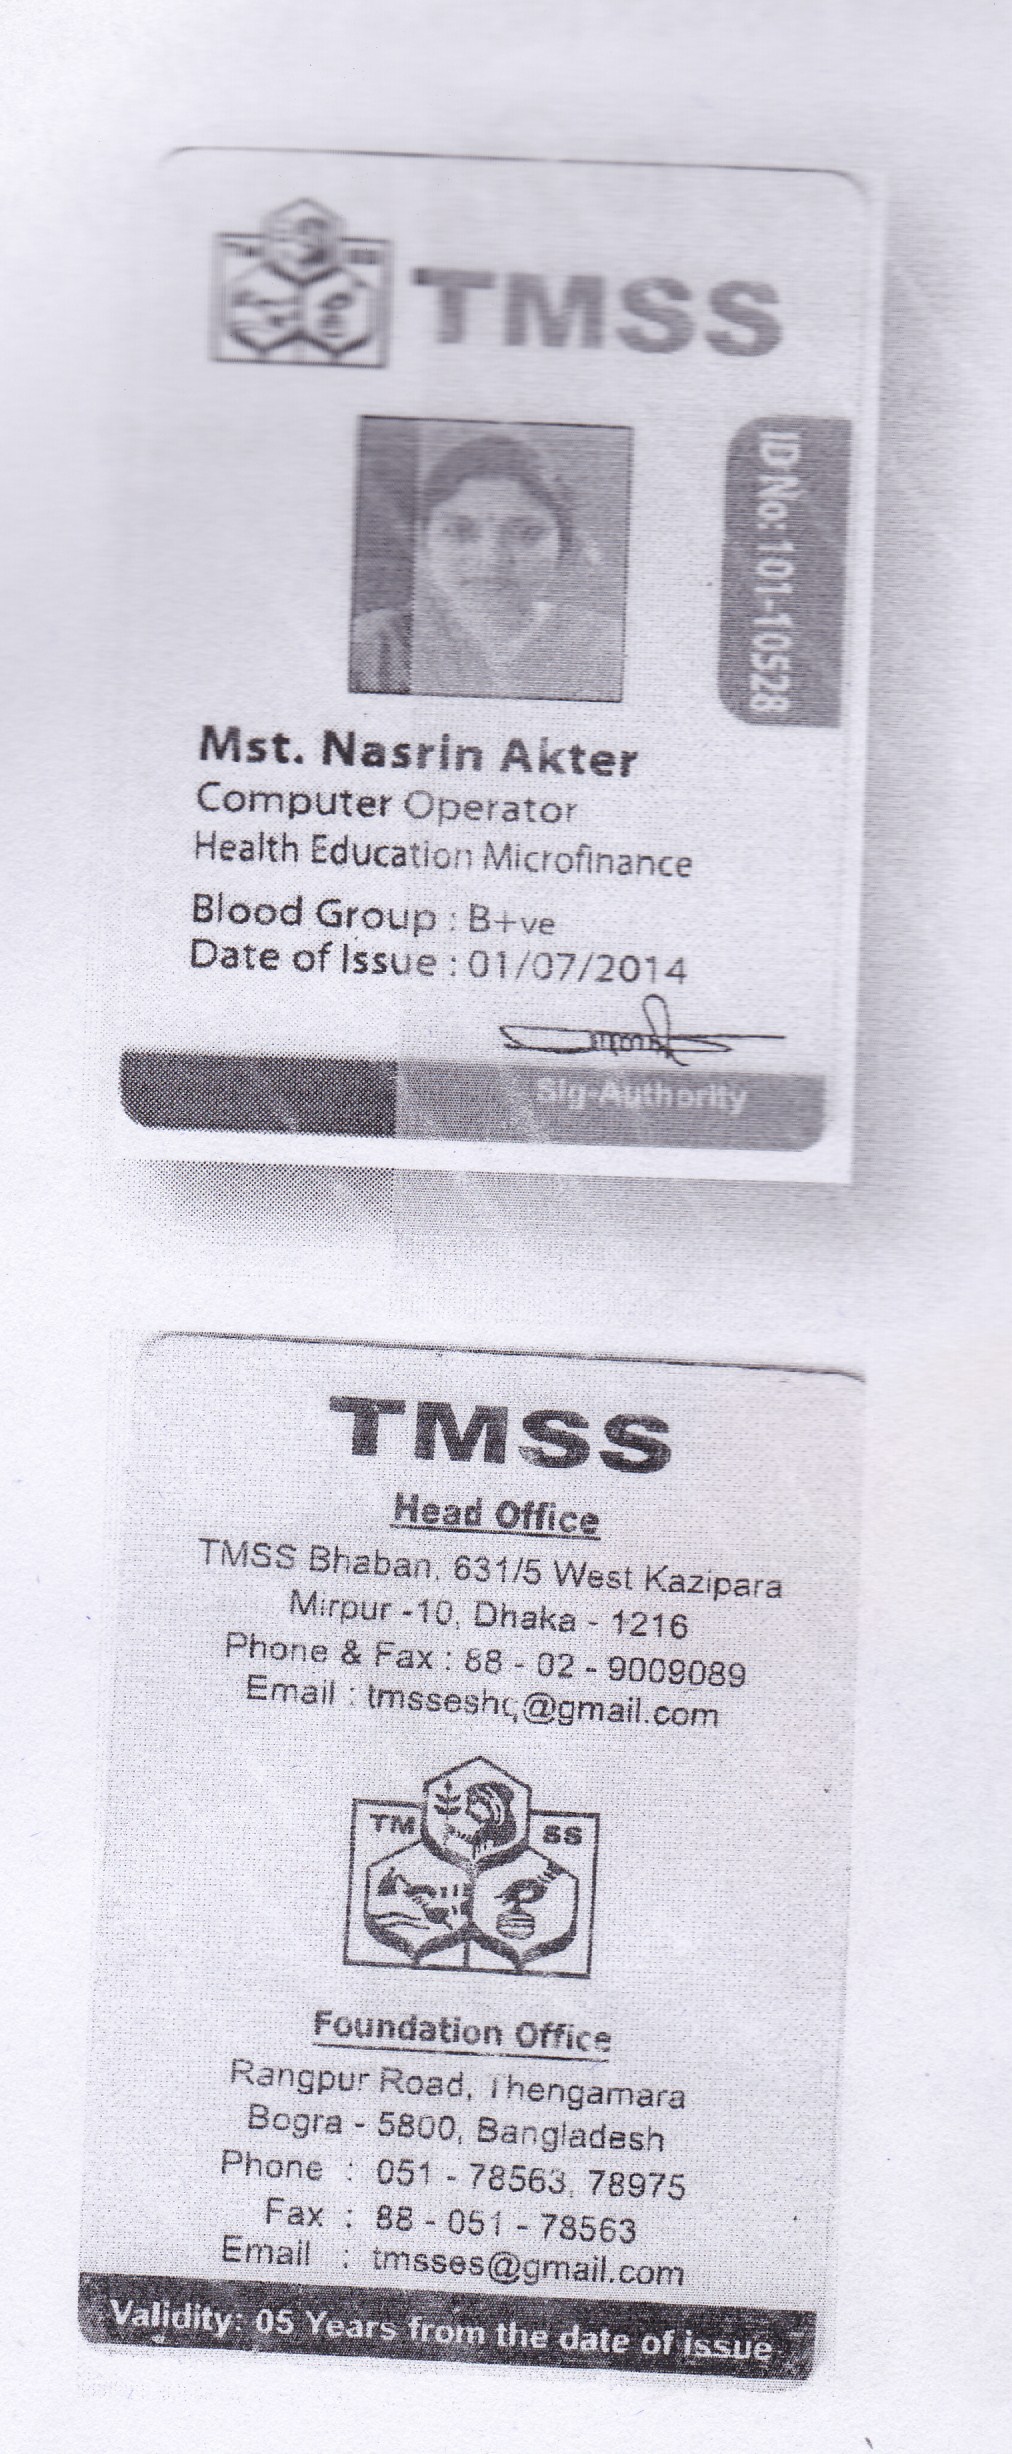 TMSS
ID No: 101-10528
Mst. Nasrin Akter
Computer Operator
Health Education Microfinance
Blood Group : B+ve
Date of Issue : 01/07/2014
Sig-Authority
TMSS
Head Office
TMSS Bhaban, 631/5 West Kazipara
Mirpur -10, Dhaka - 1216
Phone & Fax : 88 - 02 - 9009089
Email : tmsseshq@gmail.com
TM SS
Foundation Office
Rangpur Road, Thengamara
Bogra - 5800, Bangladesh
Phone : 051 - 78563, 78975
Fax : 88 - 051 - 78563
Email : tmsses@gmail.com
Validity: 05 Years from the date of issue